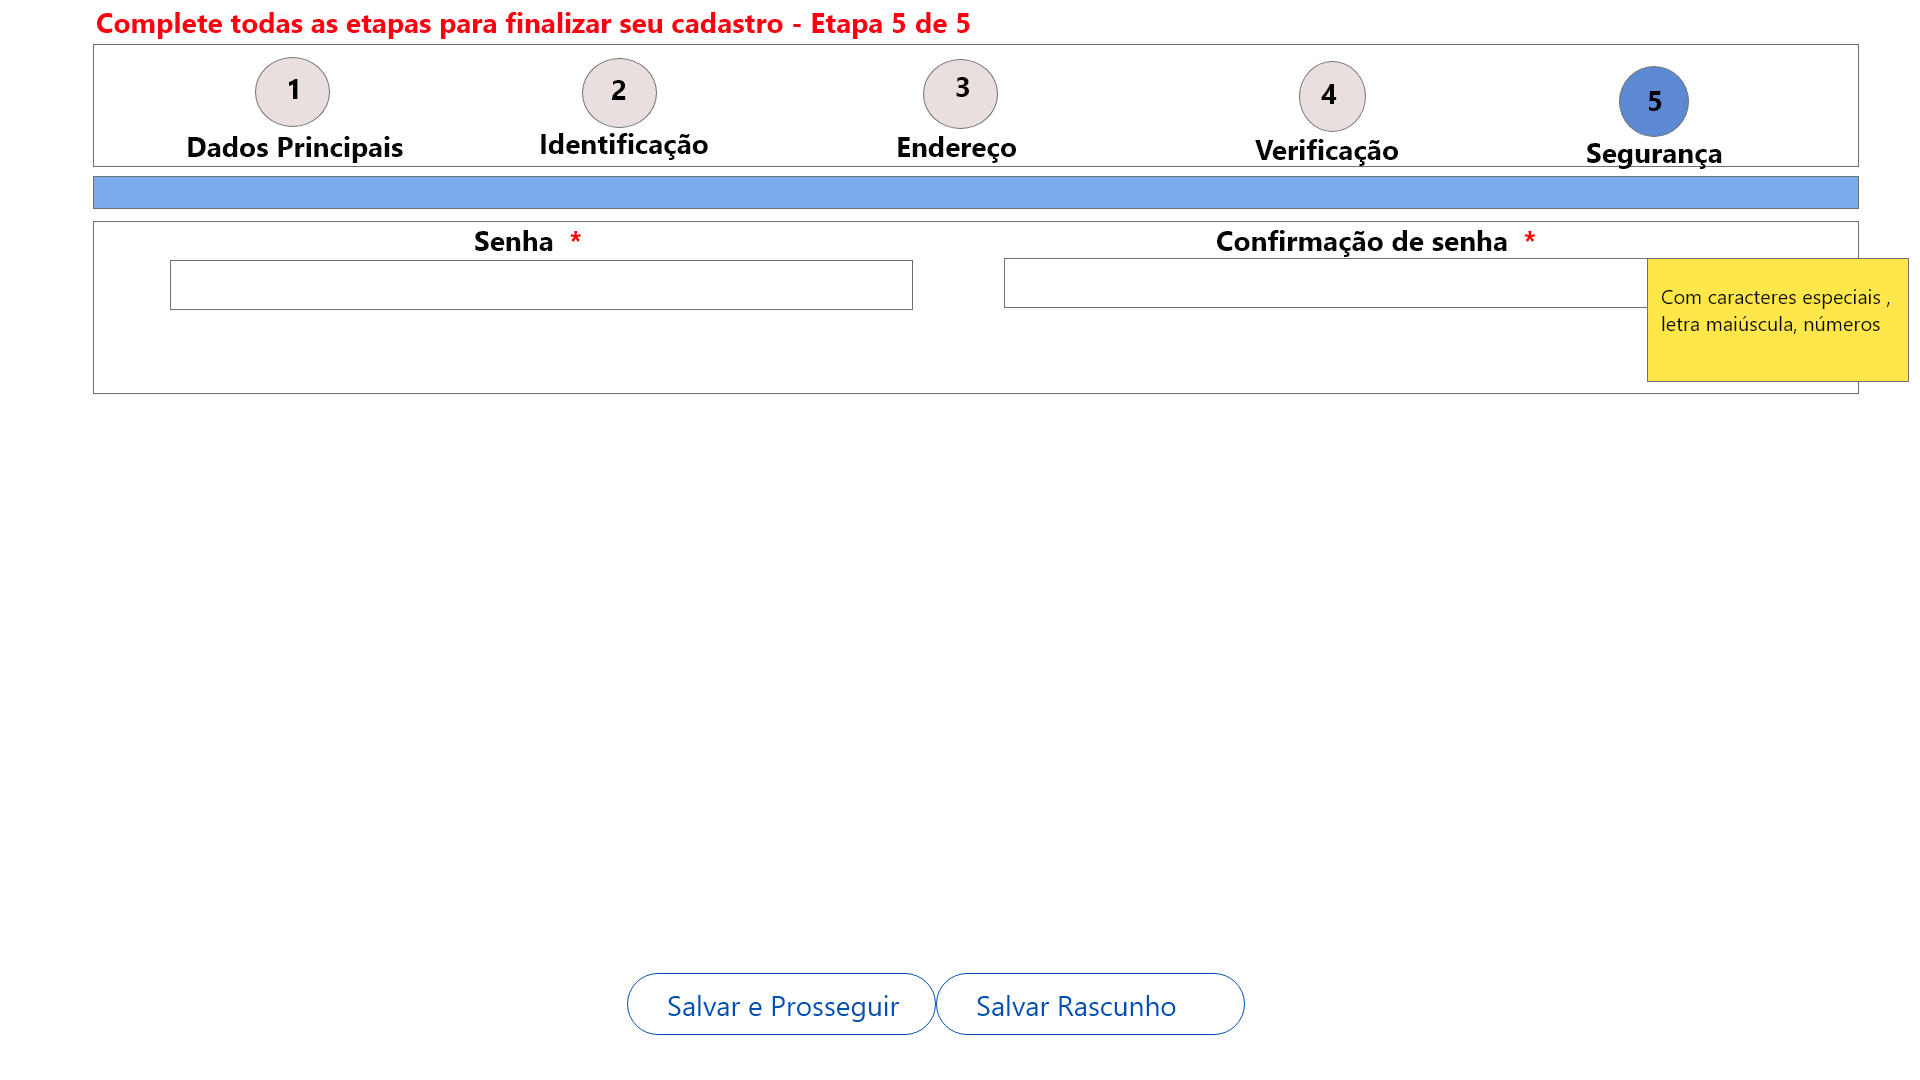 Complete todas as etapas para finalizar seu cadastro - Etapa 5 de 5
1 2 3 4 5
Dados Principais Identificação Endereço Verificação Segurança
Senha * Confirmação de senha *
Com caracteres especiais ,
letra maiúscula, números
Salvar e Prosseguir Salvar Rascunho